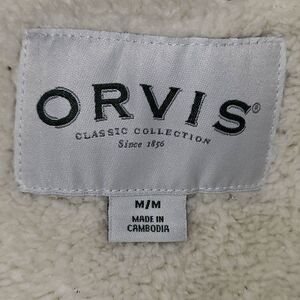 ORVIS®
CLASSIC COLLECTION
Since 1856
M/M
MADE IN
CAMBODIA